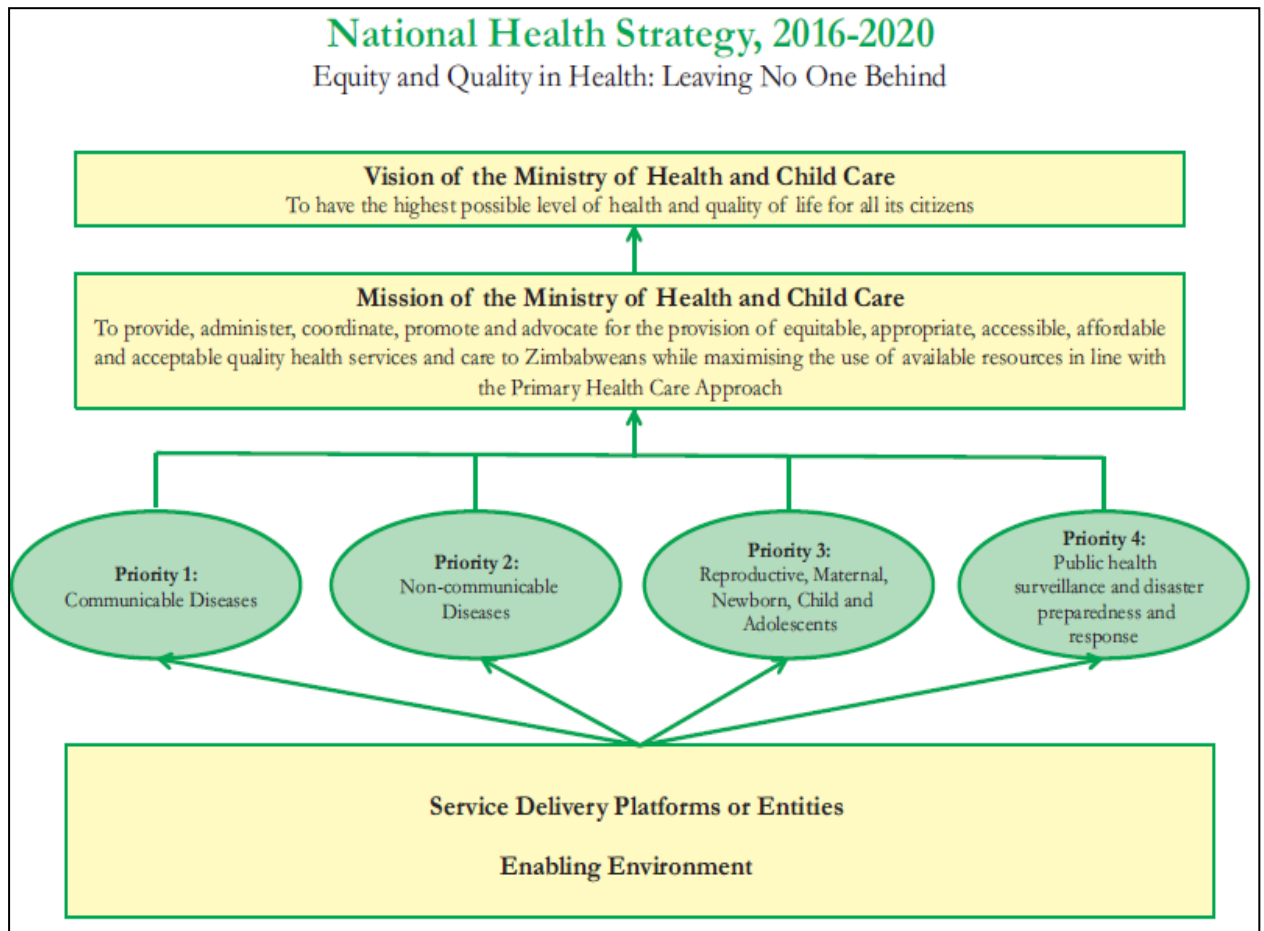 National Health Strategy, 2016-2020
Equity and Quality in Health: Leaving No One Behind
Vision of the Ministry of Health and Child Care
To have the highest possible level of health and quality of life for all its citizens
Mission of the Ministry of Health and Child Care
To provide, administer, coordinate, promote and advocate for the provision of equitable, appropriate, accessible, affordable
and acceptable quality health services and care to Zimbabweans while maximising the use of available resources in line with
the Primary Health Care Approach
Priority 1:
Communicable Diseases
Priority 2:
Non-communicable
Diseases
Priority 3:
Reproductive, Maternal,
Newborn, Child and
Adolescents
Priority 4:
Public health
surveillance and disaster
preparedness and
response
Service Delivery Platforms or Entities
Enabling Environment